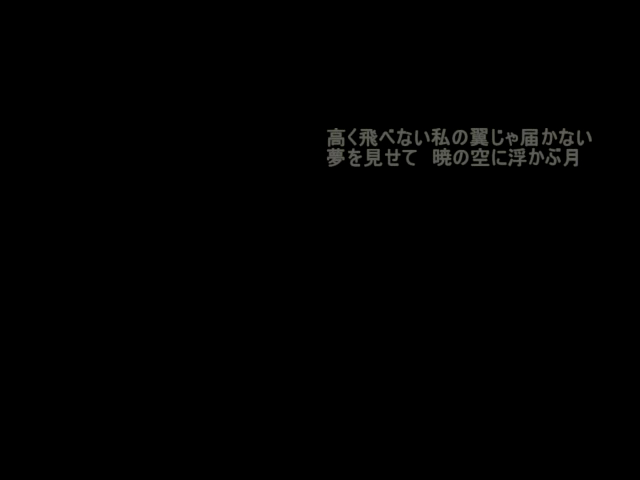 高く飛べない私の翼じゃ届かない
夢を見せて　暁の空に浮かぶ月